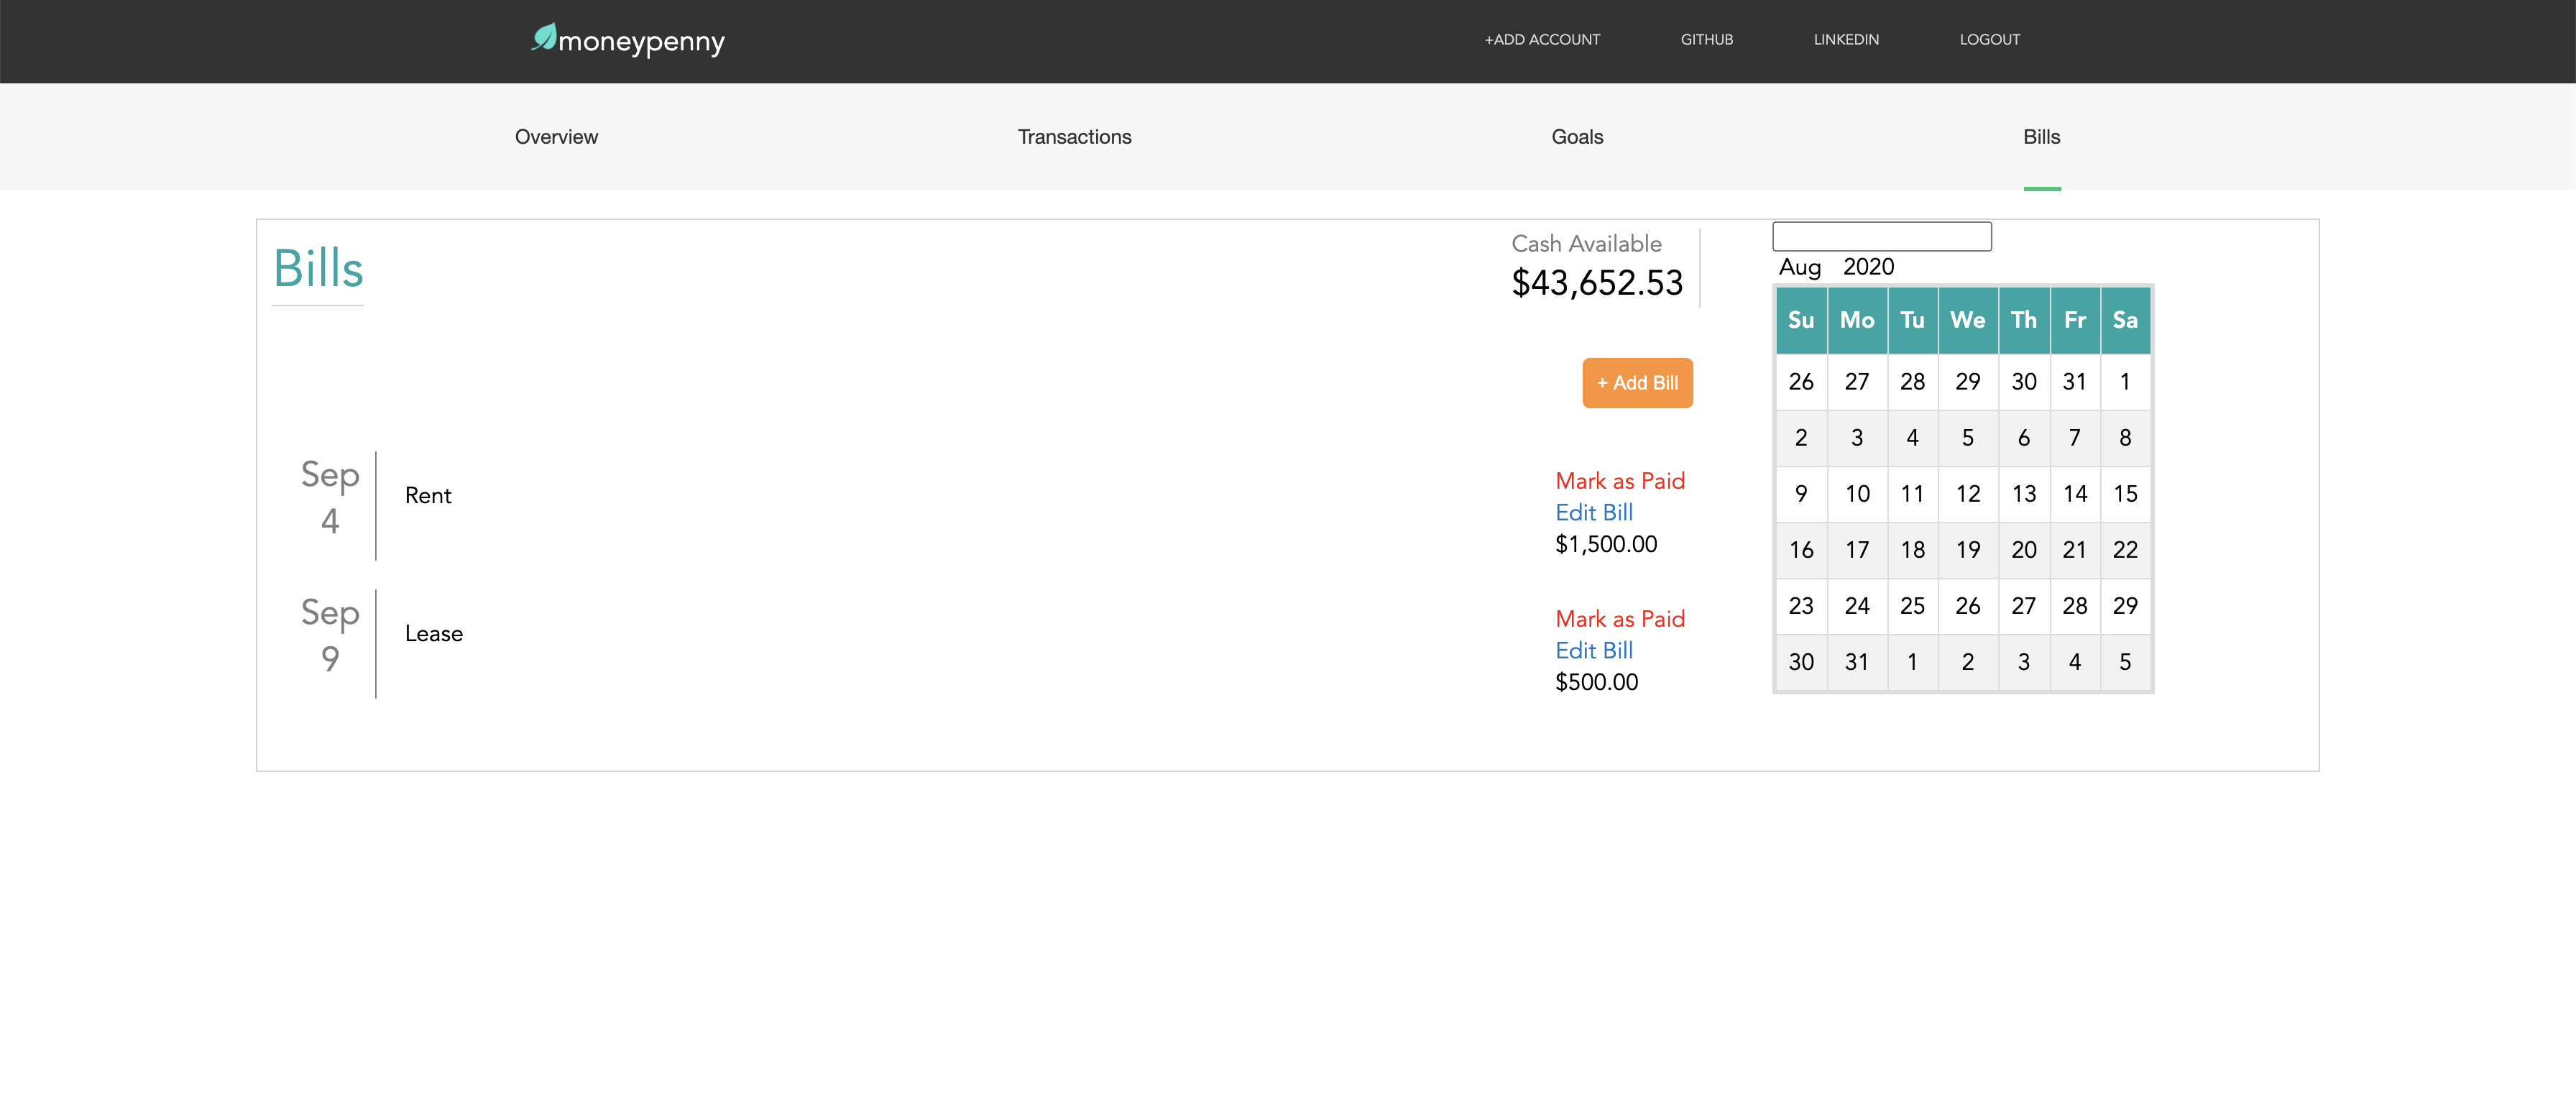 moneypenny
+ADD ACCOUNT GITHUB LINKEDIN LOGOUT
Overview Transactions Goals Bills
Bills
Cash Available
$43,652.53
+ Add Bill
Sep
4
Rent
Mark as Paid
Edit Bill
$1,500.00
Sep
9
Lease
Mark as Paid
Edit Bill
$500.00
Aug 2020
Su Mo Tu We Th Fr Sa
26 27 28 29 30 31 1
2 3 4 5 6 7 8
9 10 11 12 13 14 15
16 17 18 19 20 21 22
23 24 25 26 27 28 29
30 31 1 2 3 4 5